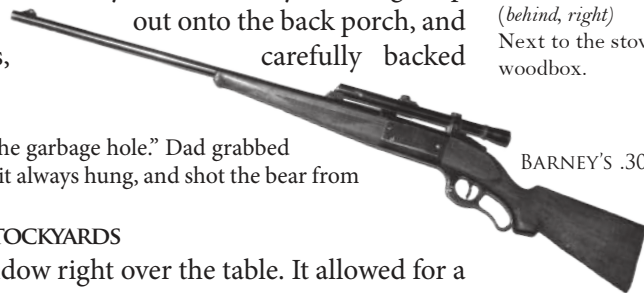 out onto the back porch, and
carefully backed
the garbage hole.” Dad grabbed
it always hung, and shot the bear from
TOCKYARDS
dow right over the table. It allowed for a
(behind, right)
Next to the stov
woodbox.
BARNEY’S .30